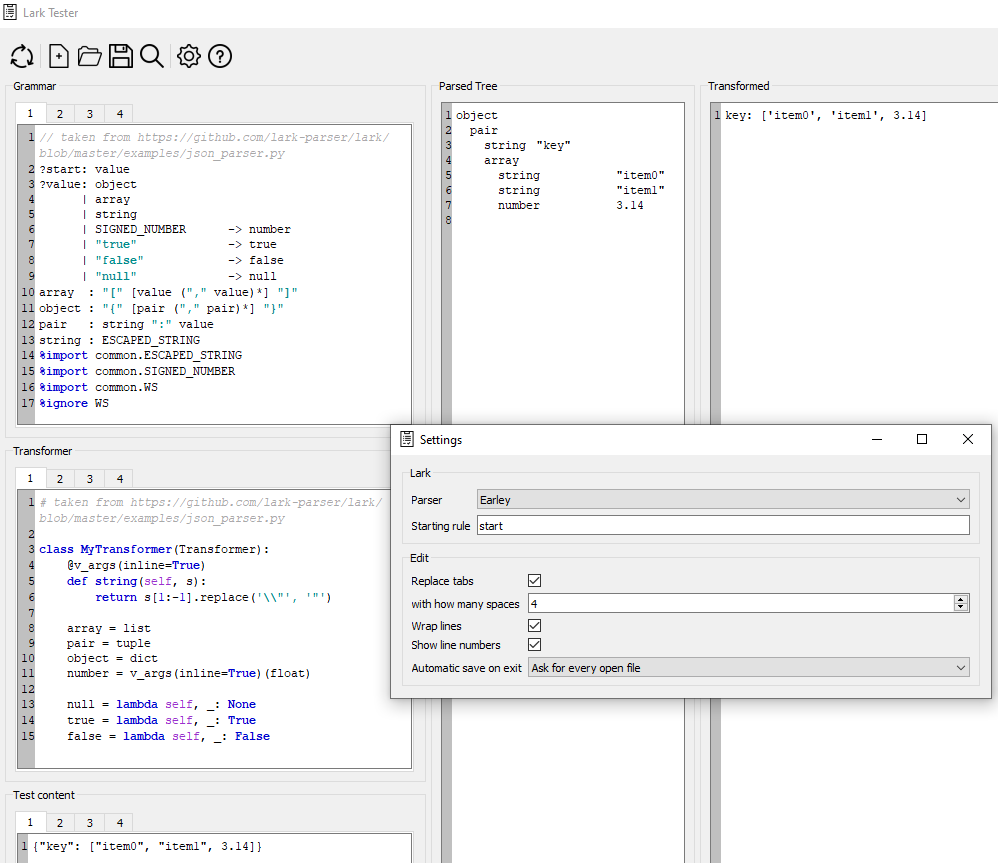 Lark Tester
Grammar
1 2 3 4
1 // taken from https://github.com/lark-parser/lark/
blob/master/examples/json_parser.py
2 ?start: value
3 ?value: object
4       | array
5       | string
6       | SIGNED_NUMBER      -> number
7       | "true"             -> true
8       | "false"            -> false
9       | "null"             -> null
10 array  : "[" [value ("," value)*] "]"
11 object : "{" [pair ("," pair)*] "}"
12 pair   : string ":" value
13 string : ESCAPED_STRING
14 %import common.ESCAPED_STRING
15 %import common.SIGNED_NUMBER
16 %import common.WS
17 %ignore WS
Parsed Tree
1 object
2   pair
3     string "key"
4     array
5       string           "item0"
6       string           "item1"
7       number           3.14
8
Transformed
1 key: ['item0', 'item1', 3.14]
Transformer
1 2 3 4
1 # taken from https://github.com/lark-parser/lark/
blob/master/examples/json_parser.py
2
3 class MyTransformer(Transformer):
4     @v_args(inline=True)
5     def string(self, s):
6         return s[1:-1].replace('\\"', '"')
7
8     array = list
9     pair = tuple
10     object = dict
11     number = v_args(inline=True)(float)
12
13     null = lambda self, _: None
14     true = lambda self, _: True
15     false = lambda self, _: False
Test content
1 2 3 4
1 {"key": ["item0", "item1", 3.14]}
Settings
Lark
Parser Earley
Starting rule start
Edit
Replace tabs
with how many spaces 4
Wrap lines
Show line numbers
Automatic save on exit Ask for every open file